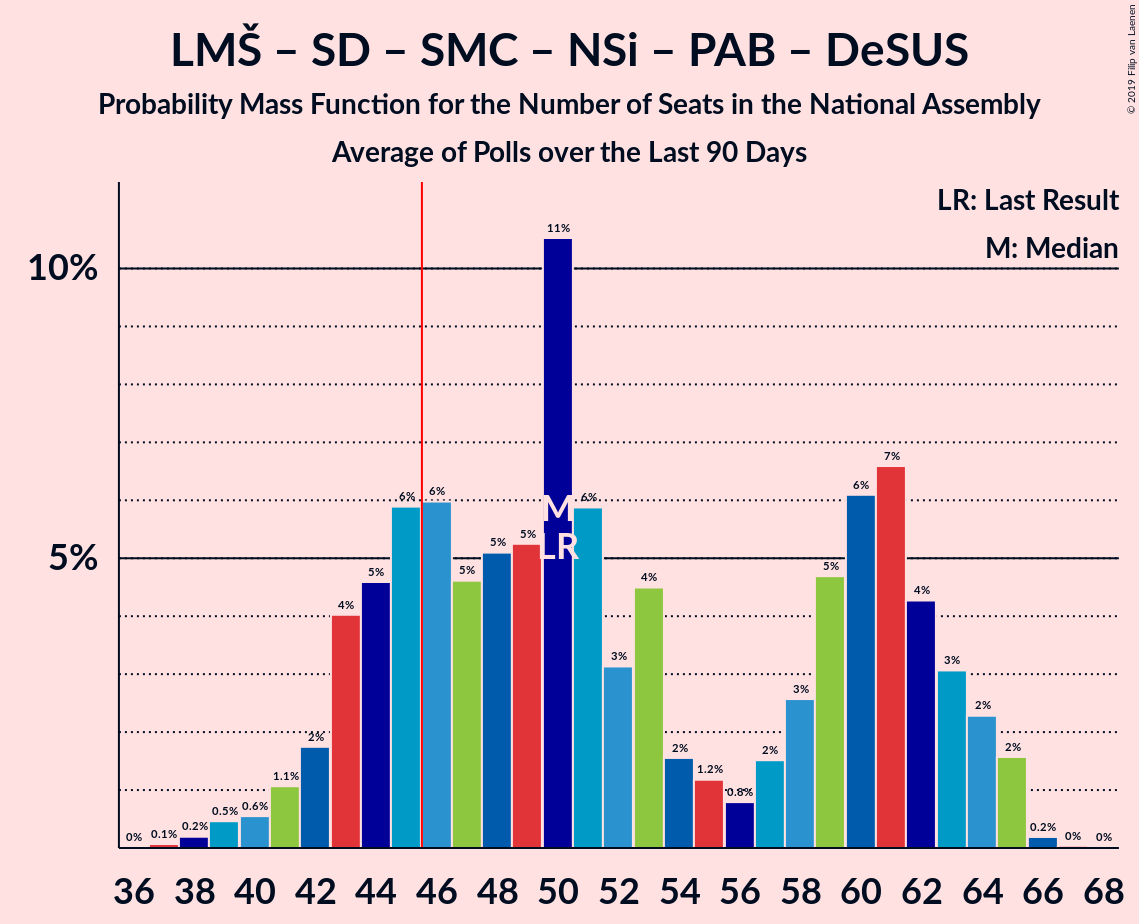 LMŠ – SD – SMC – NSi – PAB – DeSUS
Probability Mass Function for the Number of Seats in the National Assembly
Average of Polls over the Last 90 Days
© 2019 Filip van Laenen
LR: Last Result
M: Median
10%
5%
0% 0.1% 0.2% 0.5% 0.6% 1.1% 2% 4% 5% 6% 6% 5% 5% 5% 11% 6% 3% 4% 2% 1.2% 0.8% 2% 3% 5% 6% 7% 4% 3% 2% 2% 0.2% 0% 0%
M
LR
36 38 40 42 44 46 48 50 52 54 56 58 60 62 64 66 68